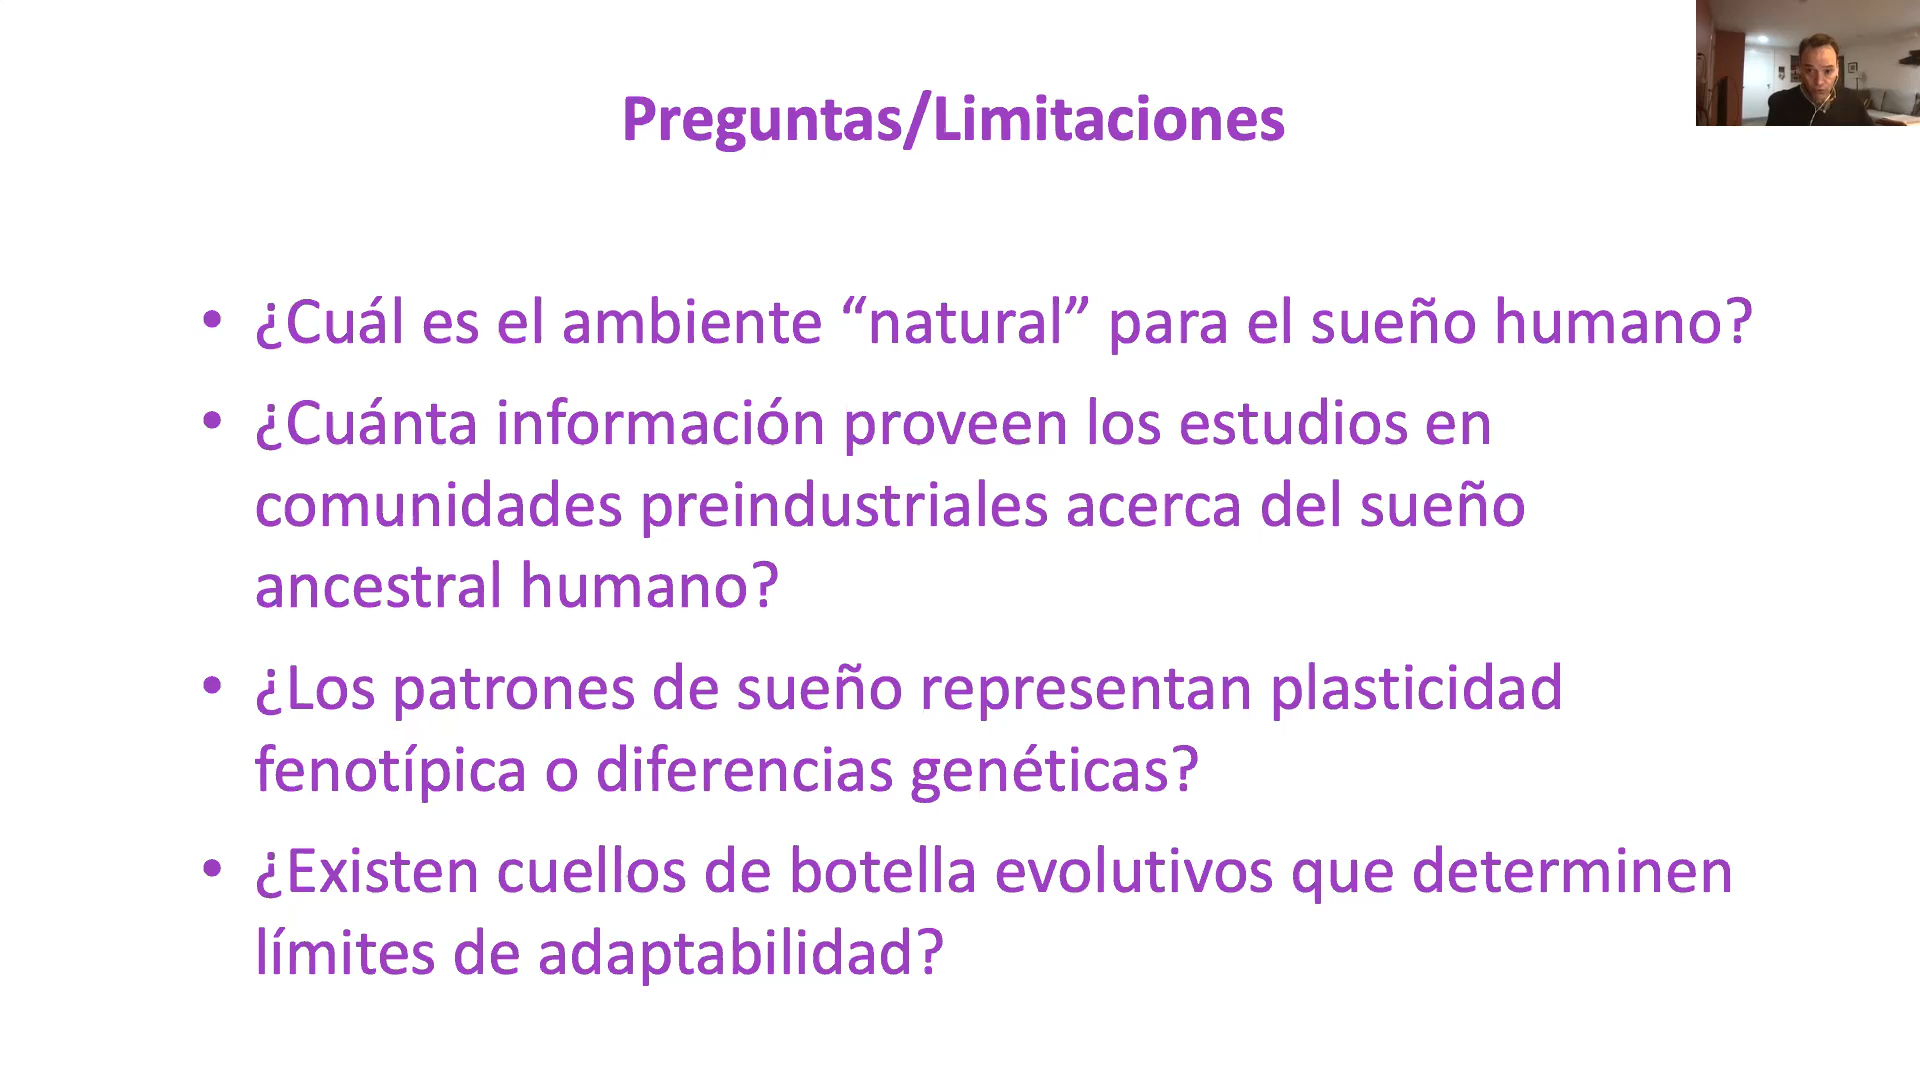 Preguntas/Limitaciones
• ¿Cuál es el ambiente “natural” para el sueño humano?
• ¿Cuánta información proveen los estudios en
comunidades preindustriales acerca del sueño
ancestral humano?
• ¿Los patrones de sueño representan plasticidad
fenotípica o diferencias genéticas?
• ¿Existen cuellos de botella evolutivos que determinen
límites de adaptabilidad?